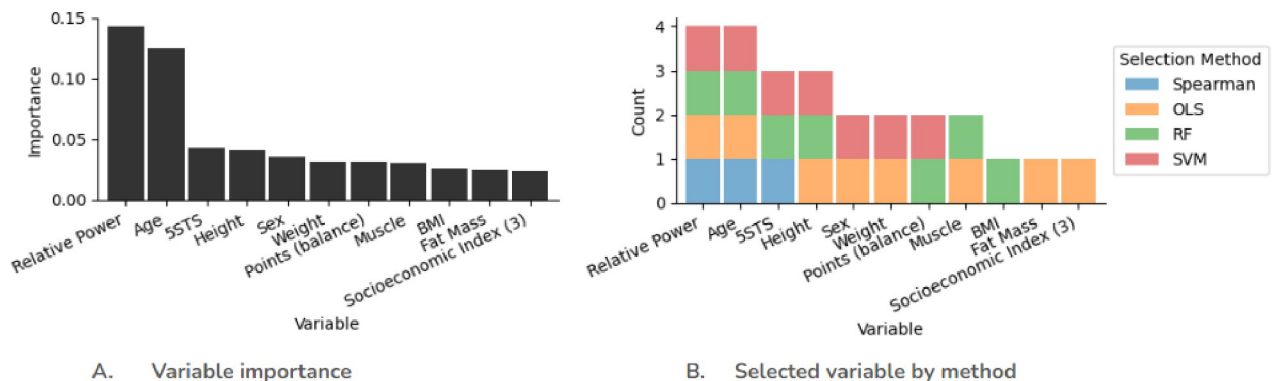 0.15
0.10
0.05
0.00
Importance
Relative Power
Age
5STS
Height
Sex
Weight
Points (balance)
Muscle
BMI
Fat Mass
Socioeconomic Index (3)
Variable
A. Variable importance
4
3
2
1
0
Count
Relative Power
Age
5STS
Height
Sex
Weight
Points (balance)
Muscle
BMI
Fat Mass
Socioeconomic Index (3)
Variable
Selection Method
Spearman
OLS
RF
SVM
B. Selected variable by method